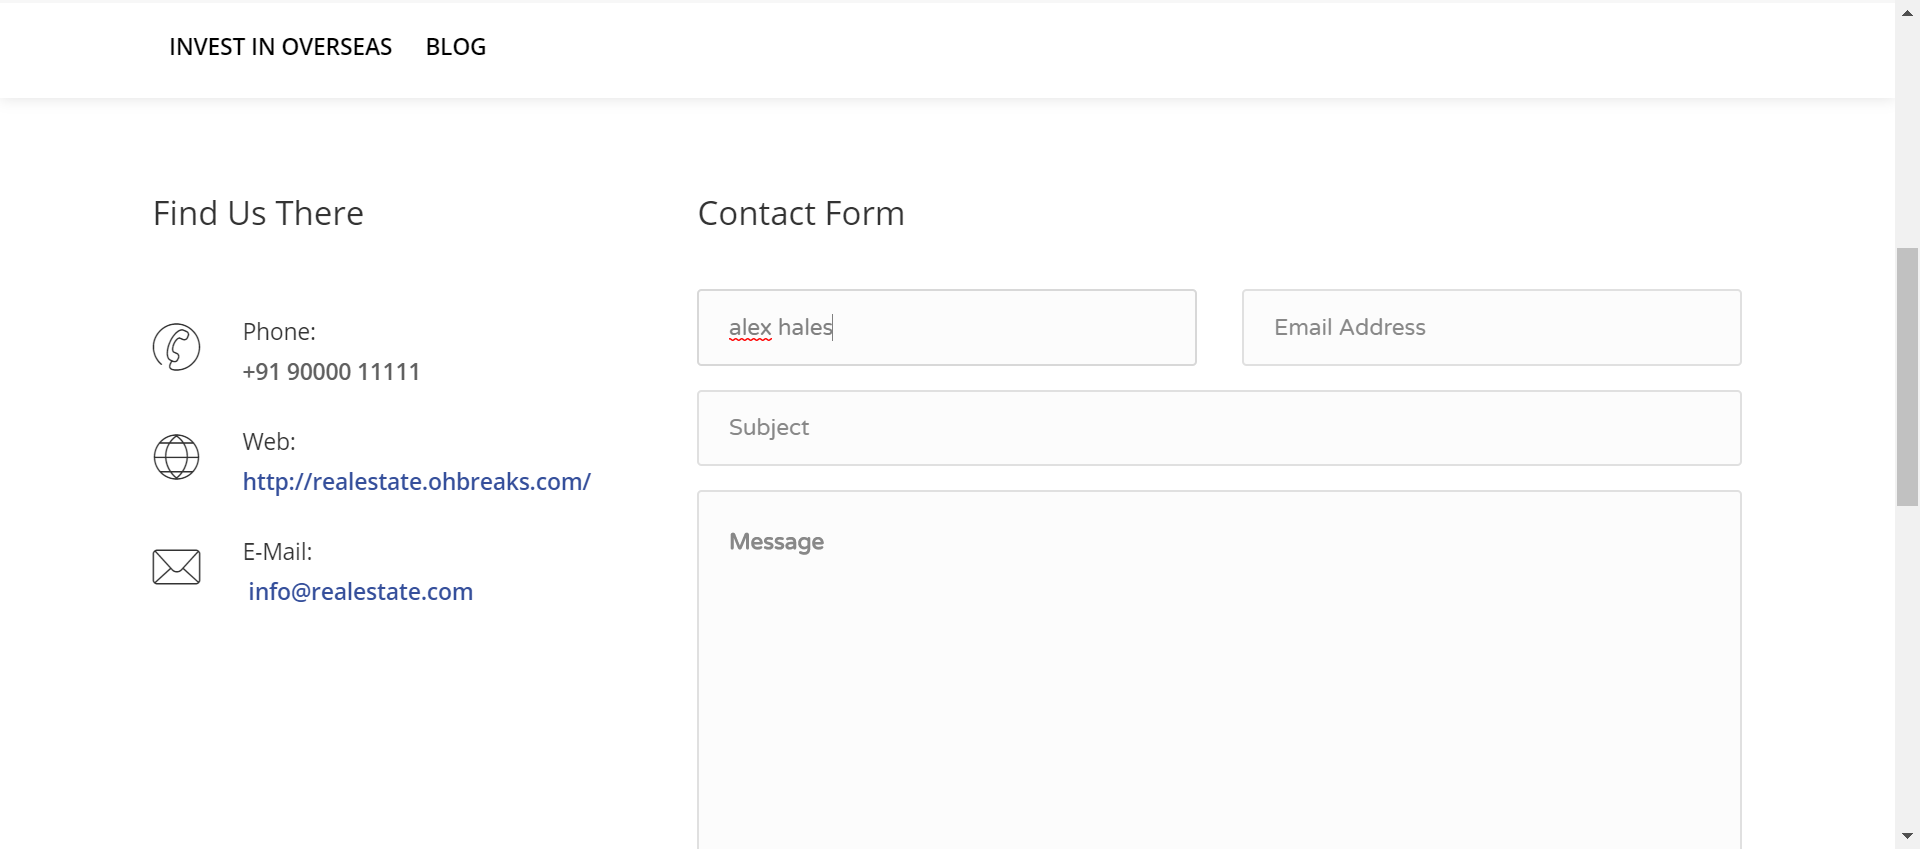 INVEST IN OVERSEAS BLOG
Find Us There
Phone:
+91 90000 11111
Web:
http://realestate.ohbreaks.com/
E-Mail:
info@realestate.com
Contact Form
alex hales
Email Address
Subject
Message